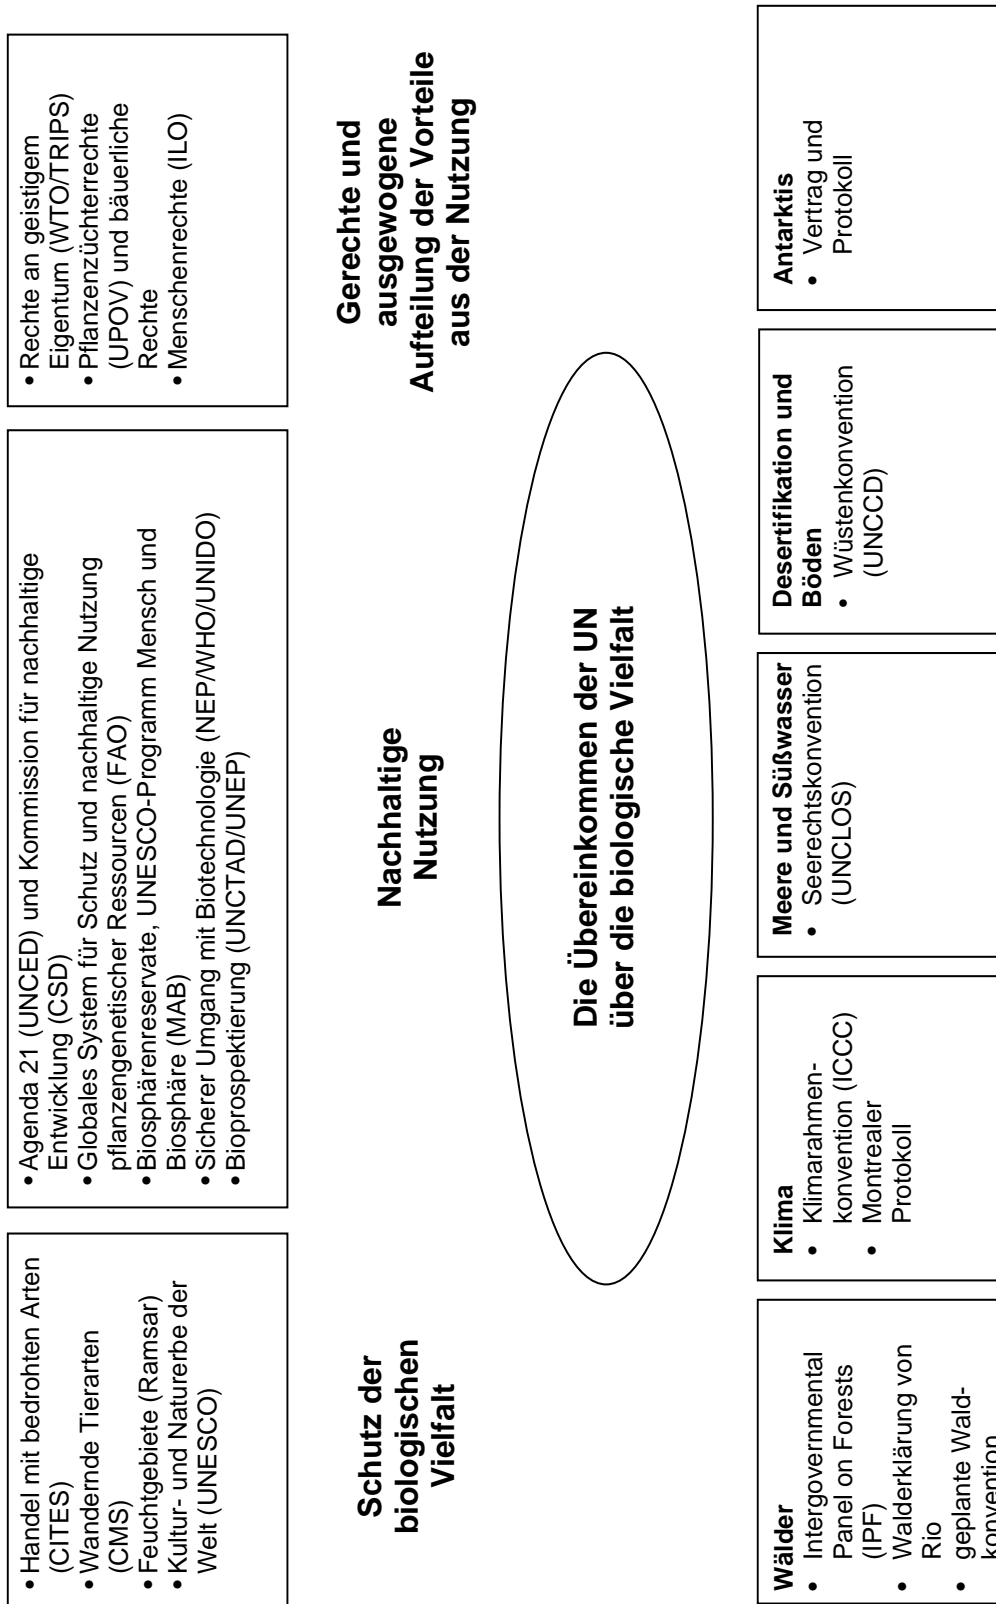 • Handel mit bedrohten Arten
(CITES)
• Wandernde Tierarten
(CMS)
• Feuchtgebiete (Ramsar)
• Kultur- und Naturerbe der
Welt (UNESCO)
• Agenda 21 (UNCED) und Kommission für nachhaltige
Entwicklung (CSD)
• Globales System für Schutz und nachhaltige Nutzung
pflanzengenetischer Ressourcen (FAO)
• Biosphärenreservate, UNESCO-Programm Mensch und
Biosphäre (MAB)
• Sicherer Umgang mit Biotechnologie (NEP/WHO/UNIDO)
• Bioprospektierung (UNCTAD/UNEP)
• Rechte an geistigem
Eigentum (WTO/TRIPS)
• Pflanzenzüchterrechte
(UPOV) und bäuerliche
Rechte
• Menschenrechte (ILO)
Schutz der
biologischen
Vielfalt
Nachhaltige
Nutzung
Gerechte und
ausgewogene
Aufteilung der Vorteile
aus der Nutzung
Die Übereinkommen der UN
über die biologische Vielfalt
Wälder
• Intergovernmental
Panel on Forests
(IPF)
• Walderklärung von
Rio
• geplante Wald-
konvention
Klima
• Klimarahmen-
konvention (ICCC)
• Montrealer
Protokoll
Meere und Süßwasser
• Seerechtskonvention
(UNCLOS)
Desertifikation und
Böden
• Wüstenkonvention
(UNCCD)
Antarktis
• Vertrag und
Protokoll